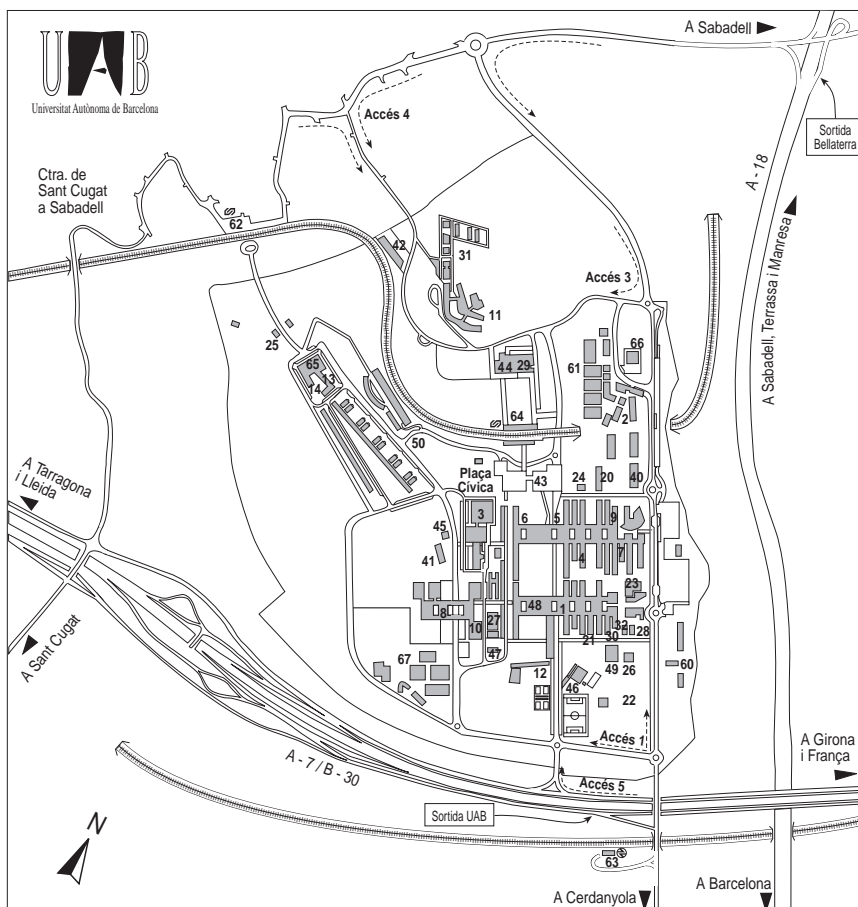 UAB
Universitat Autònoma de Barcelona
A Sabadell
Accés 4
Sortida
Bellaterra
Ctra. de
Sant Cugat
a Sabadell
A - 18
A Sabadell, Terrassa i Manresa
62
42
31
Accés 3
11
25
66
65
13
14
44
29
61
2
64
50
Plaça
Cívica
43
24
20
40
A Tarragona
i Lleida
3
6
5
9
45
41
4
7
23
8
48
1
27
10
32
28
21
30
A Sant Cugat
47
67
12
49
26
60
46
22
Accés 1
A Girona
i França
A - 7 / B - 30
Accés 5
Sortida UAB
N
63
A Cerdanyola
A Barcelona